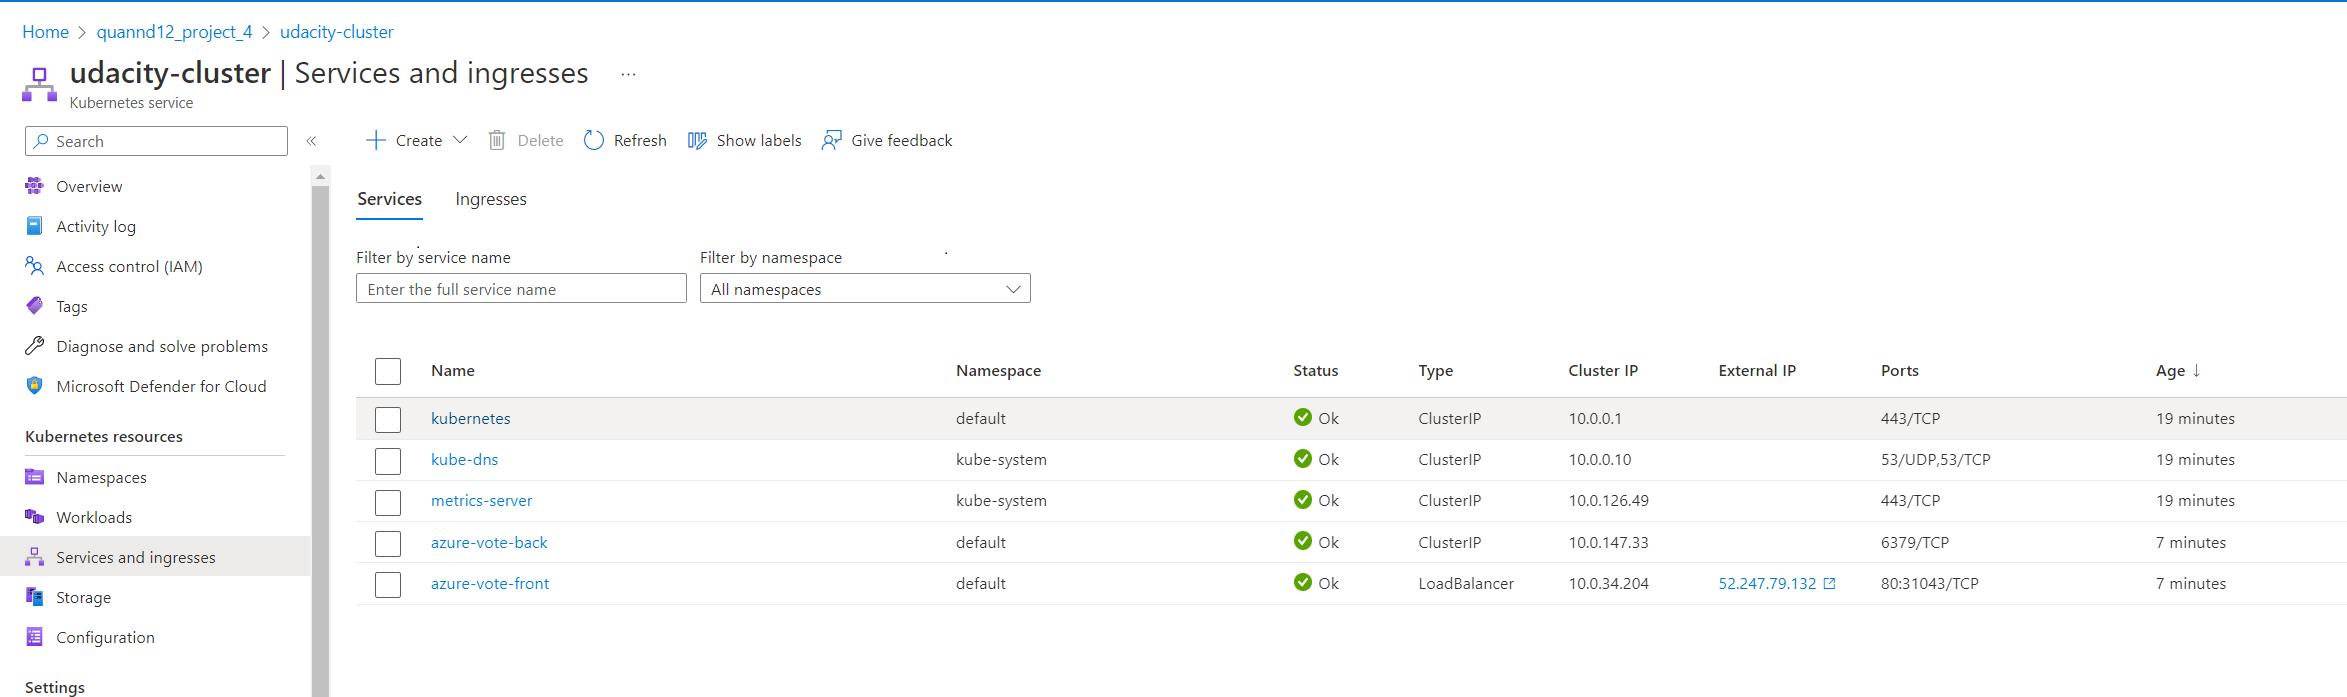 Home > quannd12_project_4 > udacity-cluster
udacity-cluster | Services and ingresses ...
Kubernetes service
Search «
Create Delete Refresh Show labels Give feedback
Overview
Activity log
Access control (IAM)
Tags
Diagnose and solve problems
Microsoft Defender for Cloud
Kubernetes resources
Namespaces
Workloads
Services and ingresses
Storage
Configuration
Settings
Services Ingresses
Filter by service name Filter by namespace
Enter the full service name All namespaces
Name Namespace Status Type Cluster IP External IP Ports Age ↓
kubernetes default Ok ClusterIP 10.0.0.1 443/TCP 19 minutes
kube-dns kube-system Ok ClusterIP 10.0.0.10 53/UDP,53/TCP 19 minutes
metrics-server kube-system Ok ClusterIP 10.0.126.49 443/TCP 19 minutes
azure-vote-back default Ok ClusterIP 10.0.147.33 6379/TCP 7 minutes
azure-vote-front default Ok LoadBalancer 10.0.34.204 52.247.79.132 80:31043/TCP 7 minutes